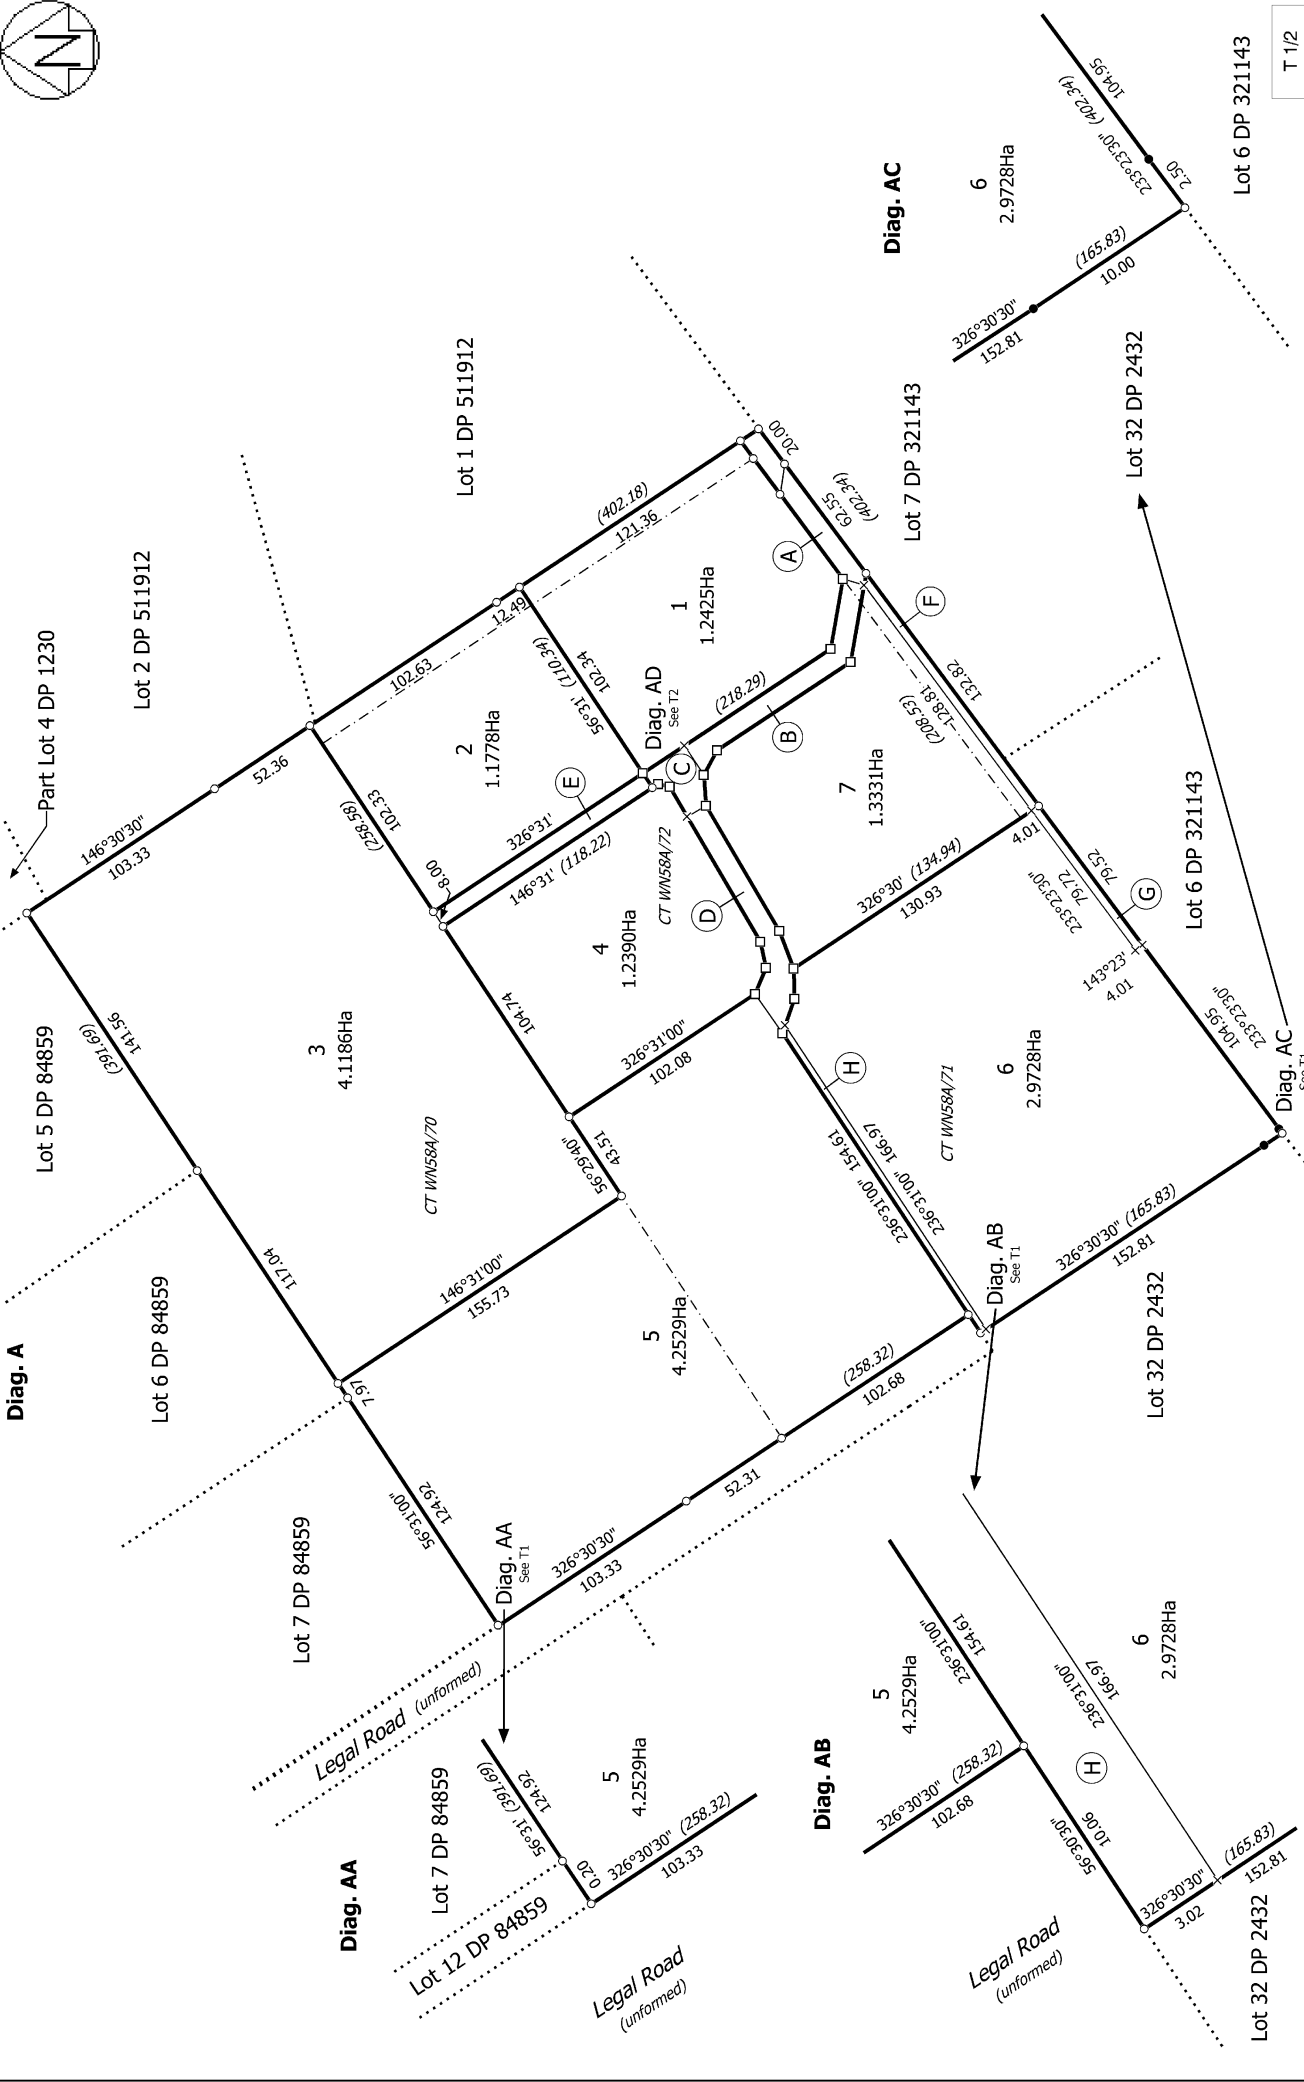 N
T 1/2
Diag. A
Part Lot 4 DP 1230
Lot 2 DP 511912
Lot 1 DP 511912
Lot 5 DP 84859
Lot 6 DP 84859
Lot 7 DP 84859
Legal Road (unformed)
146°30'30"
103.33
52.36
102.63
12.49
(402.18)
121.36
20.00
62.55
(402.34)
Lot 7 DP 321143
A
F
132.82
128.81
(208.53)
1
1.2425Ha
56°31' (110.34)
102.34
Diag. AD
See T2
(218.29)
B
C
2
1.1778Ha
E
326°31'
146°31' (118.22)
(258.58)
102.33
8.00
CT WN58A/72
D
7
1.3331Ha
326°30' (134.94)
130.93
4.01
79.52
79.72
233°23'30"
G
143°23'
4.01
Lot 6 DP 321143
104.95
233°23'30"
Diag. AC
See T1
Lot 32 DP 2432
4
1.2390Ha
104.74
326°31'00"
102.08
3
4.1186Ha
CT WN58A/70
(391.69)
141.56
117.04
7.97
56°31'00"
124.92
146°31'00"
155.73
56°29'40"
43.51
5
4.2529Ha
H
236°31'00" 154.61
236°31'00" 166.97
CT WN58A/71
6
2.9728Ha
326°30'30" (165.83)
152.81
Diag. AB
See T1
Lot 32 DP 2432
(258.32)
102.68
52.31
326°30'30"
103.33
Diag. AA
See T1
Diag. AC
6
2.9728Ha
104.95
233°23'30" (402.34)
2.50
(165.83)
10.00
326°30'30"
152.81
Lot 6 DP 321143
Diag. AA
Lot 7 DP 84859
Lot 12 DP 84859
56°31' (391.69)
124.92
0.20
5
4.2529Ha
326°30'30" (258.32)
103.33
Legal Road
(unformed)
Diag. AB
5
4.2529Ha
236°31'00"
154.61
326°30'30" (258.32)
102.68
56°30'30"
10.06
H
236°31'00"
166.97
6
2.9728Ha
326°30'30" (165.83)
3.02
152.81
Legal Road
(unformed)
Lot 32 DP 2432